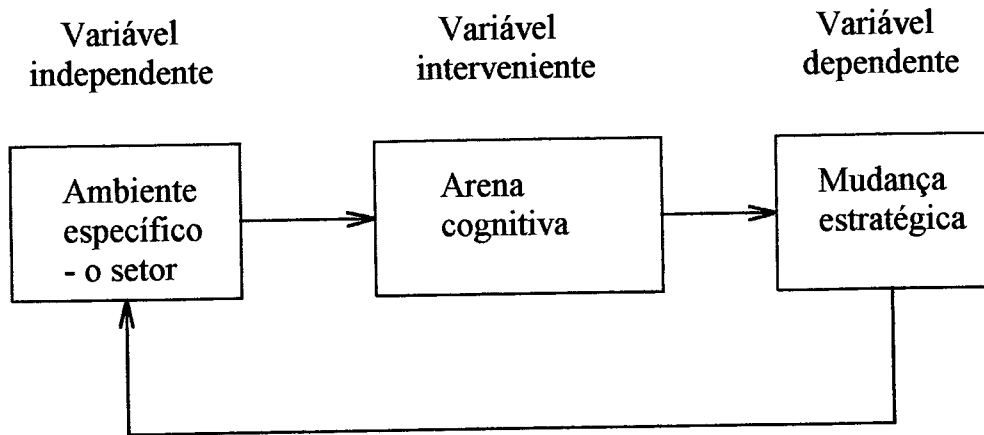 Variável
independente
Variável
interveniente
Variável
dependente
Ambiente
específico
- o setor
Arena
cognitiva
Mudança
estratégica